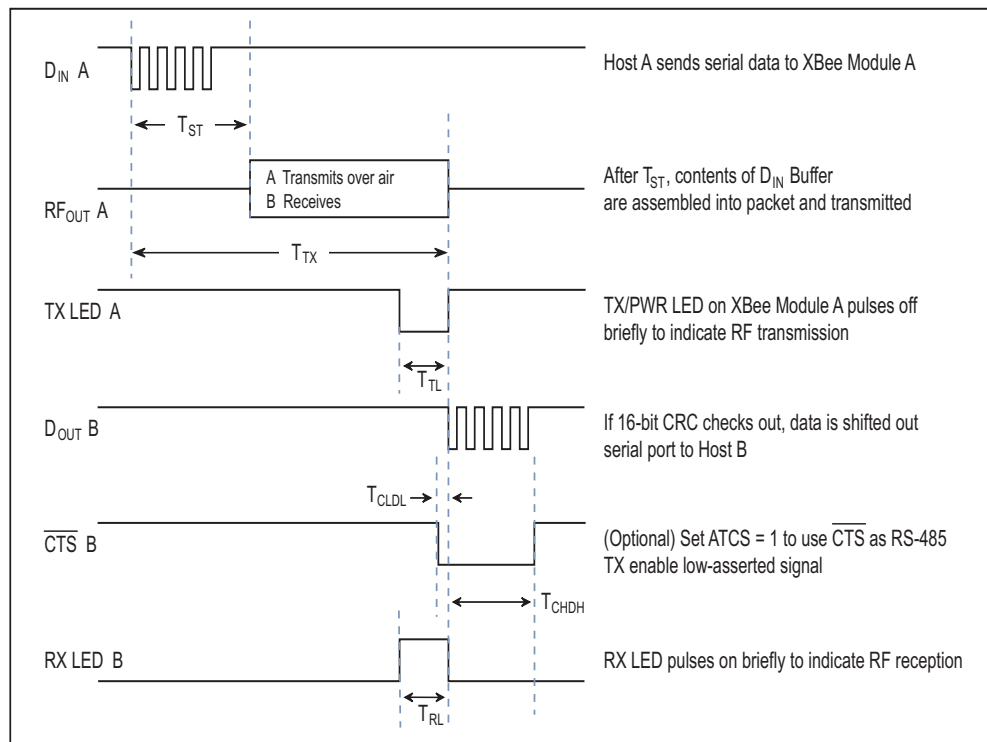 D_IN A
Host A sends serial data to XBee Module A
T_ST
A Transmits over air
B Receives
RF_OUT A
After T_ST, contents of D_IN Buffer
are assembled into packet and transmitted
T_TX
TX LED A
TX/PWR LED on XBee Module A pulses off
briefly to indicate RF transmission
T_TL
D_OUT B
If 16-bit CRC checks out, data is shifted out
serial port to Host B
T_CLDL
C̅T̅S̅ B
(Optional) Set ATCS = 1 to use C̅T̅S̅ as RS-485
TX enable low-asserted signal
T_CHDH
RX LED B
RX LED pulses on briefly to indicate RF reception
T_RL